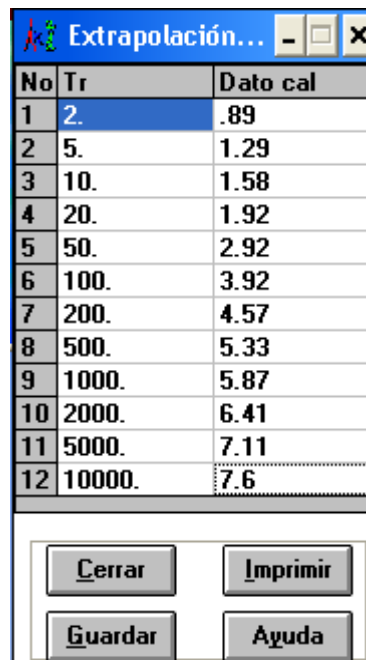 Extrapolación...
No Tr Dato cal
1 2. .89
2 5. 1.29
3 10. 1.58
4 20. 1.92
5 50. 2.92
6 100. 3.92
7 200. 4.57
8 500. 5.33
9 1000. 5.87
10 2000. 6.41
11 5000. 7.11
12 10000. 7.6
Cerrar Imprimir
Guardar Ayuda